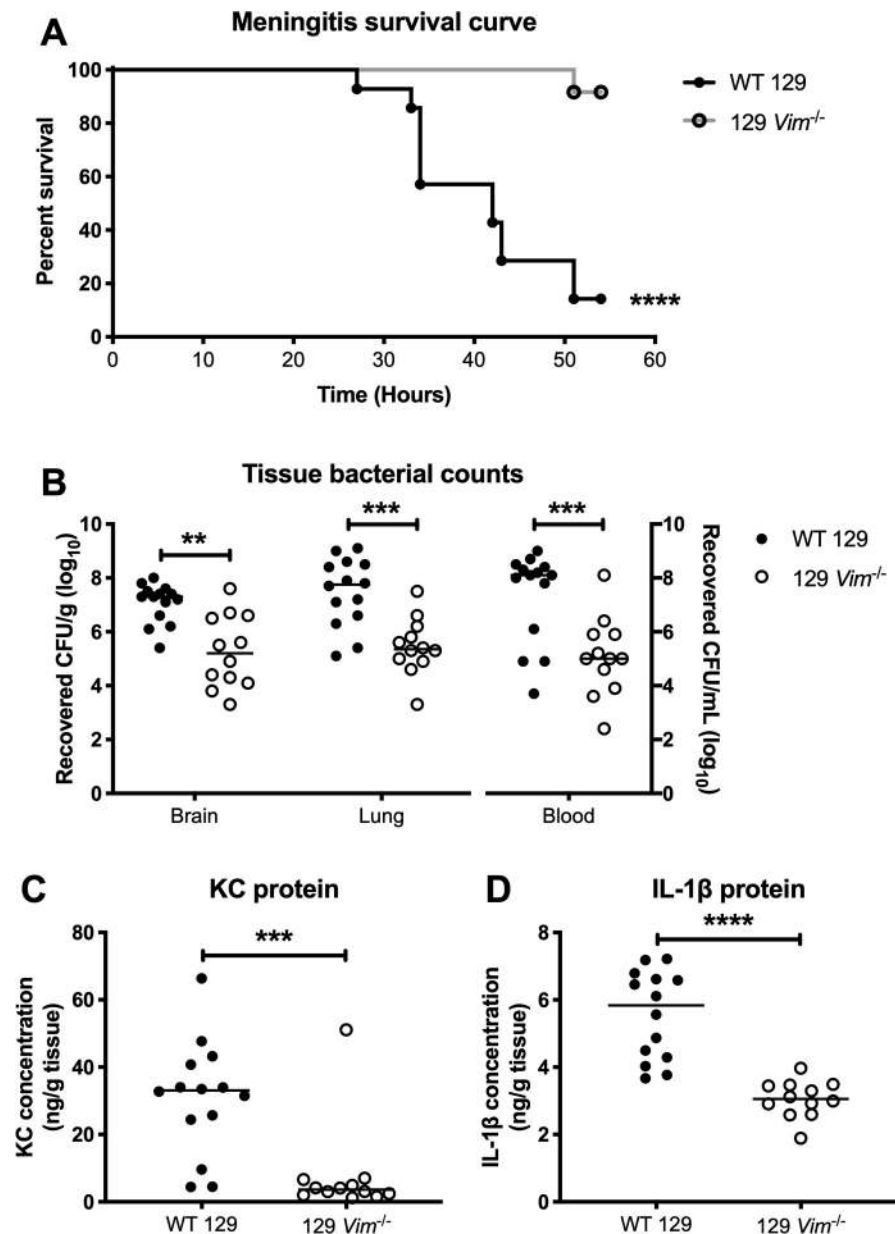 A
Meningitis survival curve
Percent survival
100
80
60
40
20
0
0 10 20 30 40 50 60
Time (Hours)
****
WT 129
129 Vim-/-
B
Tissue bacterial counts
Recovered CFU/g (log10)
10
8
6
4
2
0
** *** ***
Brain Lung Blood
10
8
6
4
2
0
Recovered CFU/mL (log10)
WT 129
129 Vim-/-
C
KC protein
KC concentration
(ng/g tissue)
80
60
40
20
0
***
WT 129 129 Vim-/-
D
IL-1β protein
IL-1β concentration
(ng/g tissue)
8
6
4
2
0
****
WT 129 129 Vim-/-